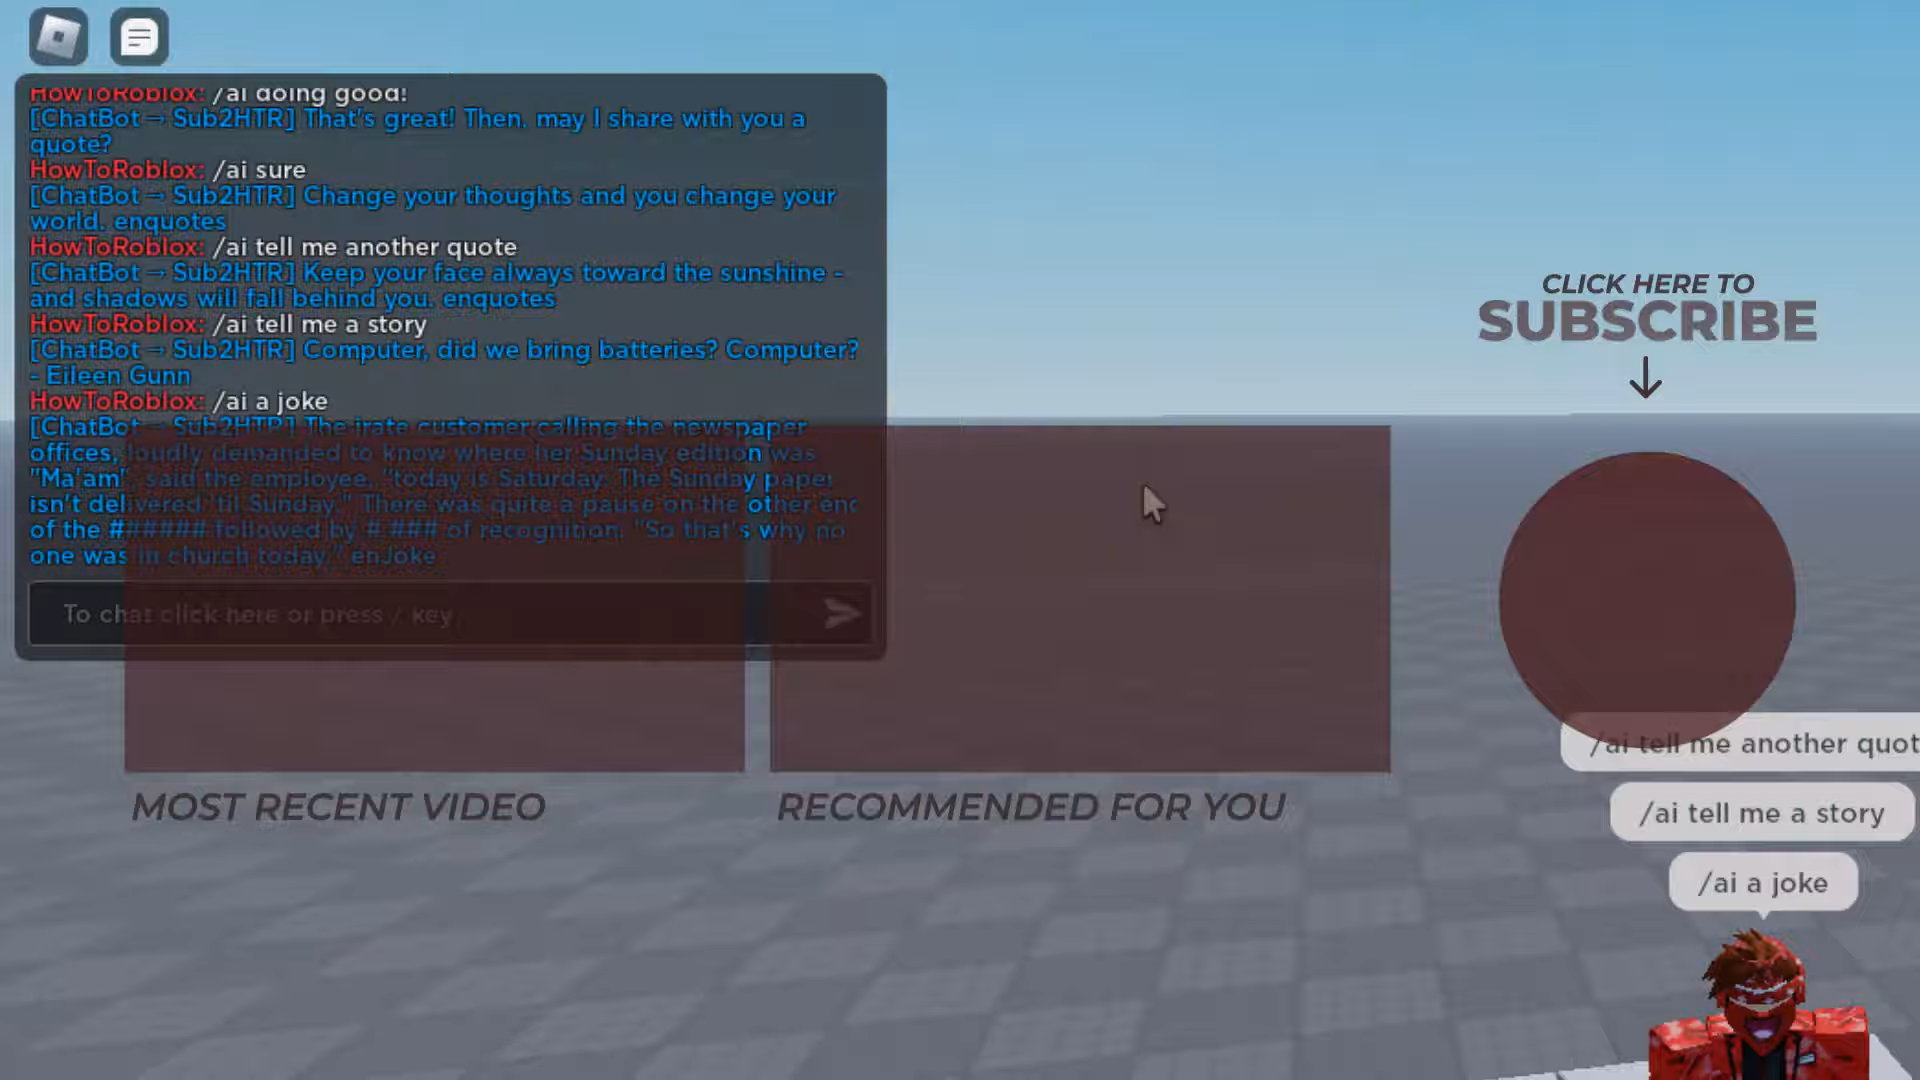 HowToRoblox: /ai doing good!
[ChatBot → Sub2HTR] That's great! Then, may I share with you a
quote?
HowToRoblox: /ai sure
[ChatBot → Sub2HTR] Change your thoughts and you change your
world. enquotes
HowToRoblox: /ai tell me another quote
[ChatBot → Sub2HTR] Keep your face always toward the sunshine -
and shadows will fall behind you. enquotes
HowToRoblox: /ai tell me a story
[ChatBot → Sub2HTR] Computer, did we bring batteries? Computer?
- Eileen Gunn
HowToRoblox: /ai a joke
[ChatBot → Sub2HTR] The irate customer calling the newspaper
offices, loudly demanded to know where her Sunday edition was
"Ma'am", said the employee, "today is Saturday. The Sunday paper
isn't delivered 'til Sunday." There was quite a pause on the other end
of the ###### followed by # ### of recognition. "So that's why no
one was in church today." enJoke
To chat click here or press / key
CLICK HERE TO
SUBSCRIBE
MOST RECENT VIDEO
RECOMMENDED FOR YOU
/ai tell me another quot
/ai tell me a story
/ai a joke